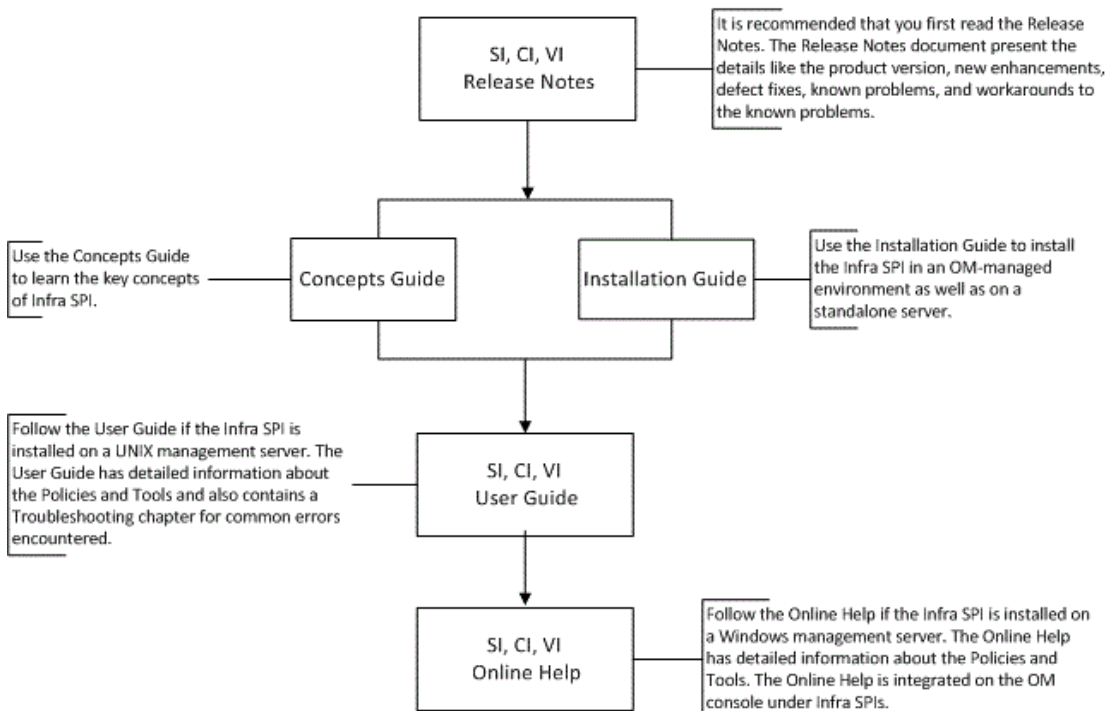 SI, CI, VI
Release Notes
It is recommended that you first read the Release
Notes. The Release Notes document present the
details like the product version, new enhancements,
defect fixes, known problems, and workarounds to
the known problems.
Use the Concepts Guide
to learn the key concepts
of Infra SPI.
Concepts Guide
Installation Guide
Use the Installation Guide to install
the Infra SPI in an OM-managed
environment as well as on a
standalone server.
Follow the User Guide if the Infra SPI is
installed on a UNIX management server. The
User Guide has detailed information about
the Policies and Tools and also contains a
Troubleshooting chapter for common errors
encountered.
SI, CI, VI
User Guide
SI, CI, VI
Online Help
Follow the Online Help if the Infra SPI is installed on
a Windows management server. The Online Help
has detailed information about the Policies and
Tools. The Online Help is integrated on the OM
console under Infra SPIs.